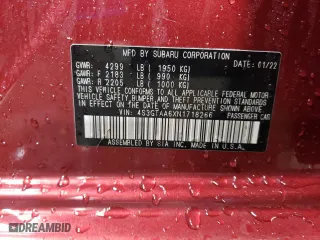 MFD BY SUBARU CORPORATION 01/22
GVWR: 4299 LB ( 1950 KG)
GAWR: F 2183 LB ( 990 KG)
GAWR: R 2205 LB ( 1000 KG)
THIS VEHICLE CONFORMS TO ALL APPLICABLE FEDERAL MOTOR
VEHICLE SAFETY, BUMPER, AND THEFT PREVENTION STANDARDS
IN EFFECT ON THE DATE OF MANUFACTURE SHOWN ABOVE.
VIN: 4S3GTAA6XN1718266
PASSENGER CAR
ASSEMBLED BY SIA INC. MADE IN U.S.A.